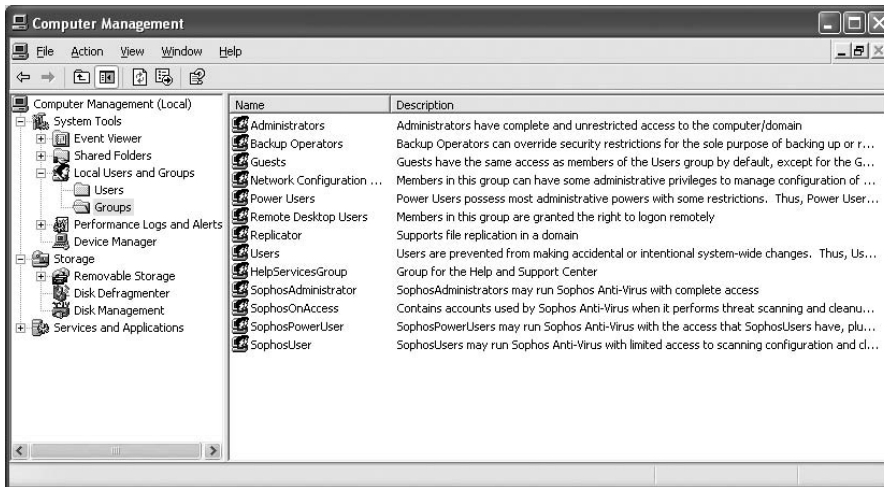 Computer Management
File Action View Window Help
Computer Management (Local)
System Tools
Event Viewer
Shared Folders
Local Users and Groups
Users
Groups
Performance Logs and Alerts
Device Manager
Storage
Removable Storage
Disk Defragmenter
Disk Management
Services and Applications
Name Description
Administrators Administrators have complete and unrestricted access to the computer/domain
Backup Operators Backup Operators can override security restrictions for the sole purpose of backing up or r...
Guests Guests have the same access as members of the Users group by default, except for the G...
Network Configuration ... Members in this group can have some administrative privileges to manage configuration of ...
Power Users Power Users possess most administrative powers with some restrictions. Thus, Power User...
Remote Desktop Users Members in this group are granted the right to logon remotely
Replicator Supports file replication in a domain
Users Users are prevented from making accidental or intentional system-wide changes. Thus, Us...
HelpServicesGroup Group for the Help and Support Center
SophosAdministrator SophosAdministrators may run Sophos Anti-Virus with complete access
SophosOnAccess Contains accounts used by Sophos Anti-Virus when it performs threat scanning and cleanu...
SophosPowerUser SophosPowerUsers may run Sophos Anti-Virus with the access that SophosUsers have, plu...
SophosUser SophosUsers may run Sophos Anti-Virus with limited access to scanning configuration and cl...